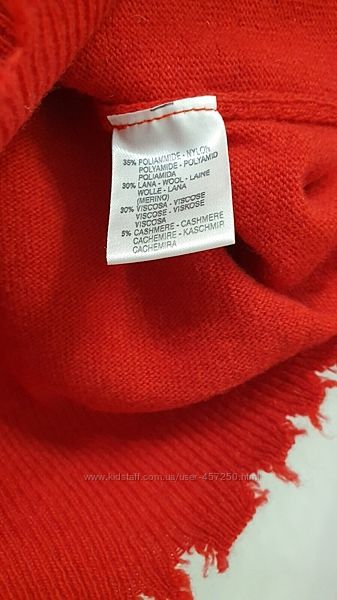 35% POLIAMMIDE - NYLON
POLYAMIDE - POLYAMID
POLIAMIDA
30% LANA - WOOL - LAINE
WOLLE - LANA
(MERINO)
30% VISCOSA - VISCOSE
VISCOSE - VISKOSE
VISCOSA
5% CASHMERE - CASHMERE
CACHEMIRE - KASCHMIR
CACHEMIRA
www.kidstaff.com.ua/user-457250.html